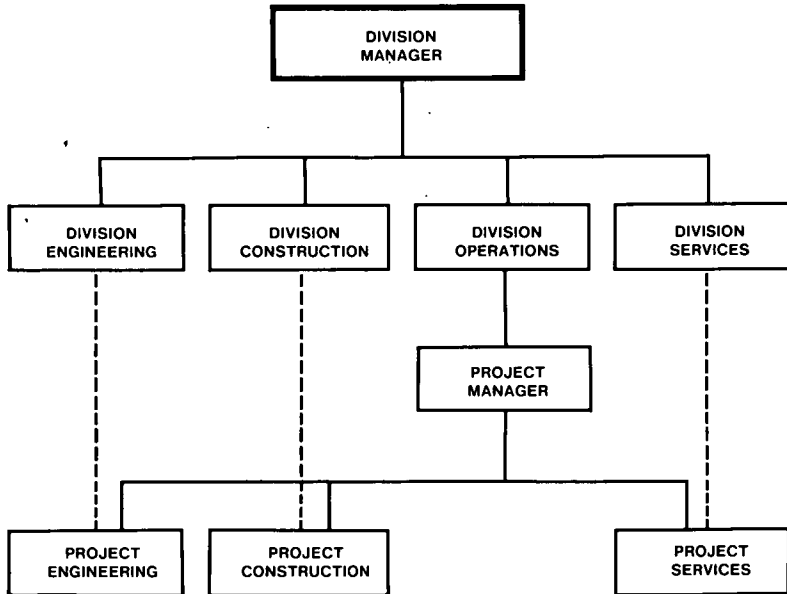 DIVISION
MANAGER
DIVISION
ENGINEERING
DIVISION
CONSTRUCTION
DIVISION
OPERATIONS
DIVISION
SERVICES
PROJECT
MANAGER
PROJECT
ENGINEERING
PROJECT
CONSTRUCTION
PROJECT
SERVICES